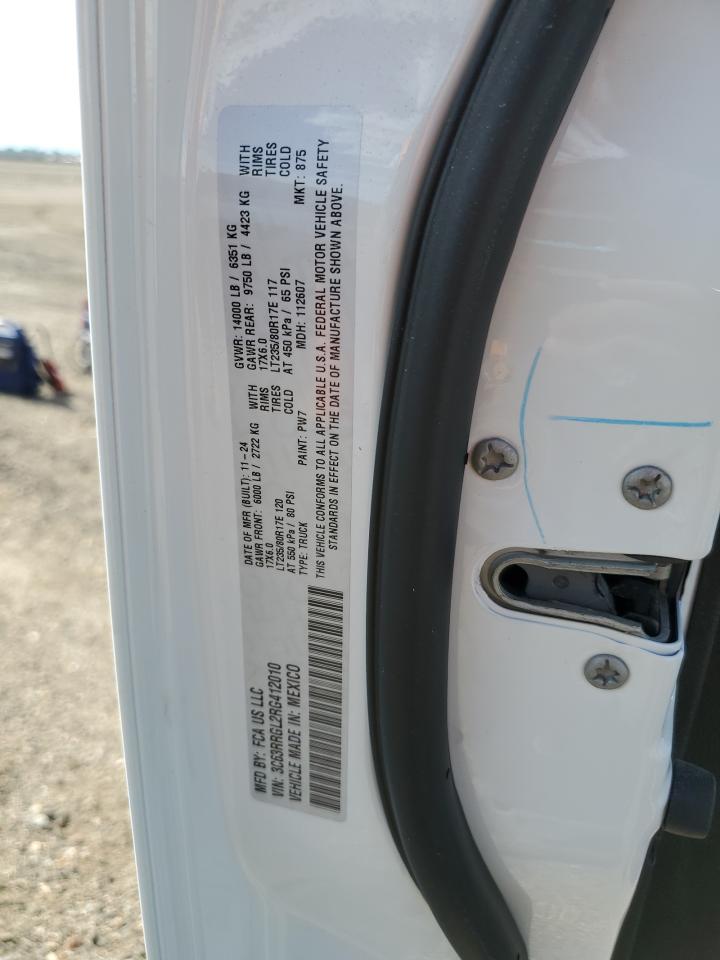 MFD BY: FCA US LLC
VIN: 3C63RRGL2RG412010
VEHICLE MADE IN: MEXICO
DATE OF MFR (BUILT): 11-24 GVWR: 14000 LB / 6351 KG
GAWR FRONT: 6000 LB / 2722 KG WITH GAWR REAR: 9750 LB / 4423 KG WITH
17X6.0 RIMS 17X6.0 RIMS
LT235/80R17E 120 TIRES LT235/80R17E 117 TIRES
AT 550 kPa / 80 PSI COLD AT 450 kPa / 65 PSI COLD
TYPE: TRUCK PAINT: PW7 MDH: 112607 MKT: 875
THIS VEHICLE CONFORMS TO ALL APPLICABLE U.S.A. FEDERAL MOTOR VEHICLE SAFETY
STANDARDS IN EFFECT ON THE DATE OF MANUFACTURE SHOWN ABOVE.